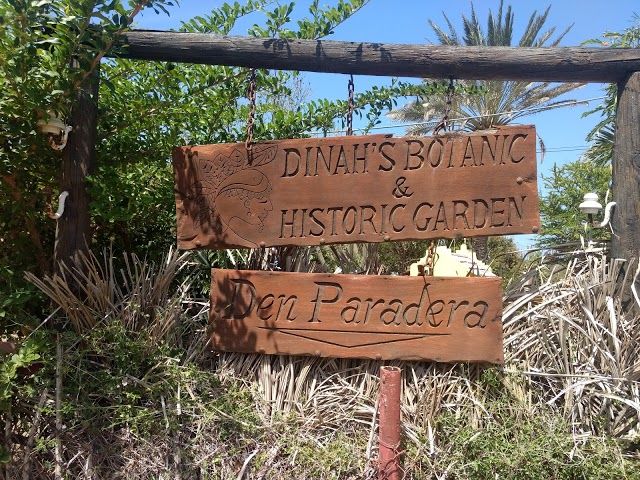 DINAH'S BOTANIC
&
HISTORIC GARDEN
Den Paradera